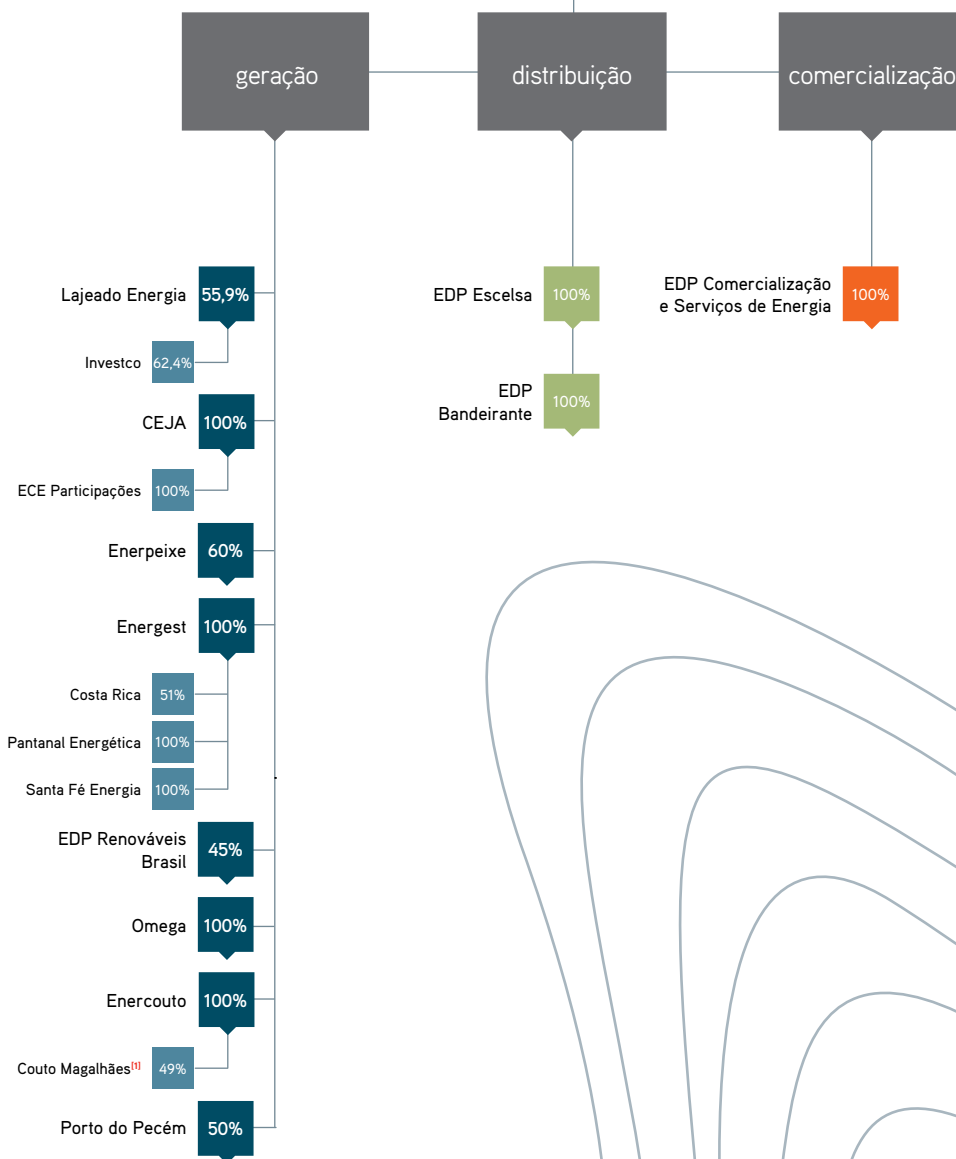 geração
distribuição
comercialização
Lajeado Energia 55,9%
Investco 62,4%
CEJA 100%
ECE Participações 100%
Enerpeixe 60%
Energest 100%
Costa Rica 51%
Pantanal Energética 100%
Santa Fé Energia 100%
EDP Renováveis
Brasil 45%
Omega 100%
Enercouto 100%
Couto Magalhães[1] 49%
Porto do Pecém 50%
EDP Escelsa 100%
EDP
Bandeirante 100%
EDP Comercialização
e Serviços de Energia 100%